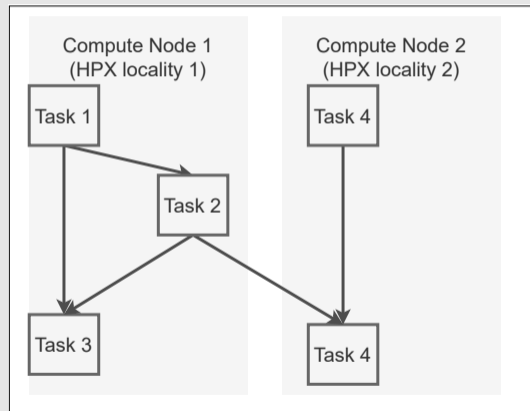 Compute Node 1
(HPX locality 1)
Compute Node 2
(HPX locality 2)
Task 1
Task 4
Task 2
Task 3
Task 4